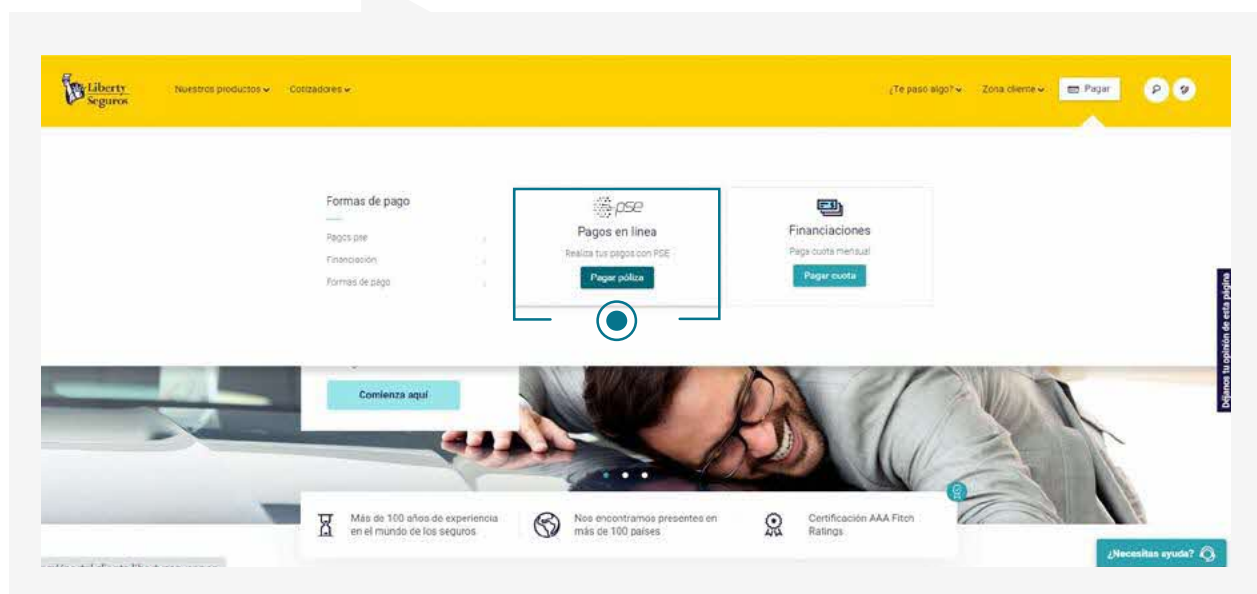 Liberty
Seguros
Nuestros productos
Cotizadores
¿Te pasó algo?
Zona cliente
Pagar
Formas de pago
Pagos pse
Financiación
Formas de pago
pse
Pagos en línea
Realiza tus pagos con PSE
Pagar póliza
Financiaciones
Paga cuota mensual
Pagar cuota
Déjanos tu opinión de esta página
Comienza aquí
Más de 100 años de experiencia
en el mundo de los seguros
Nos encontramos presentes en
más de 100 países
Certificación AAA Fitch
Ratings
¿Necesitas ayuda?